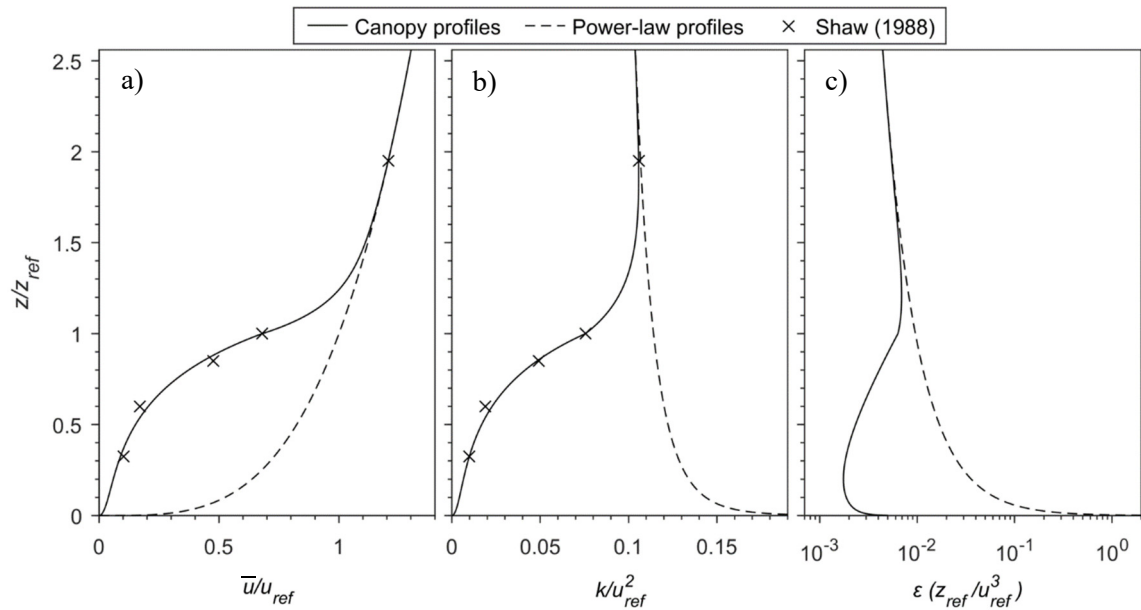 Canopy profiles Power-law profiles Shaw (1988)
a) b) c)
2.5
2
1.5
1
0.5
0
z/z_ref
0 0.5 1
0 0.05 0.1 0.15
10^-3 10^-2 10^-1 10^0
u̅/u_ref k/u²_ref ε (z_ref/u³_ref)